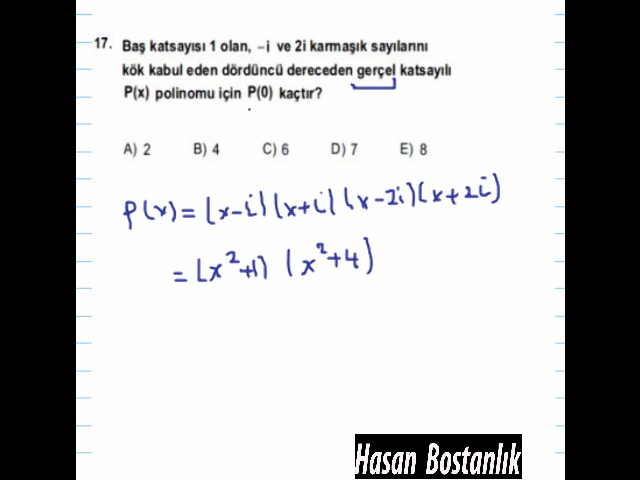 17. Baş katsayısı 1 olan, −i ve 2i karmaşık sayılarını
kök kabul eden dördüncü dereceden gerçel katsayılı
P(x) polinomu için P(0) kaçtır?
A) 2 B) 4 C) 6 D) 7 E) 8
P(x) = (x-i)(x+i)(x-2i)(x+2i)
= (x²+1) (x²+4)
Hasan Bostanlık